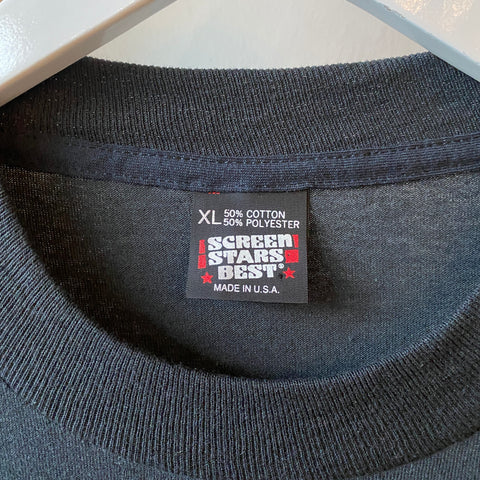 XL 50% COTTON
50% POLYESTER
SCREEN
STARS
BEST®
MADE IN U.S.A.